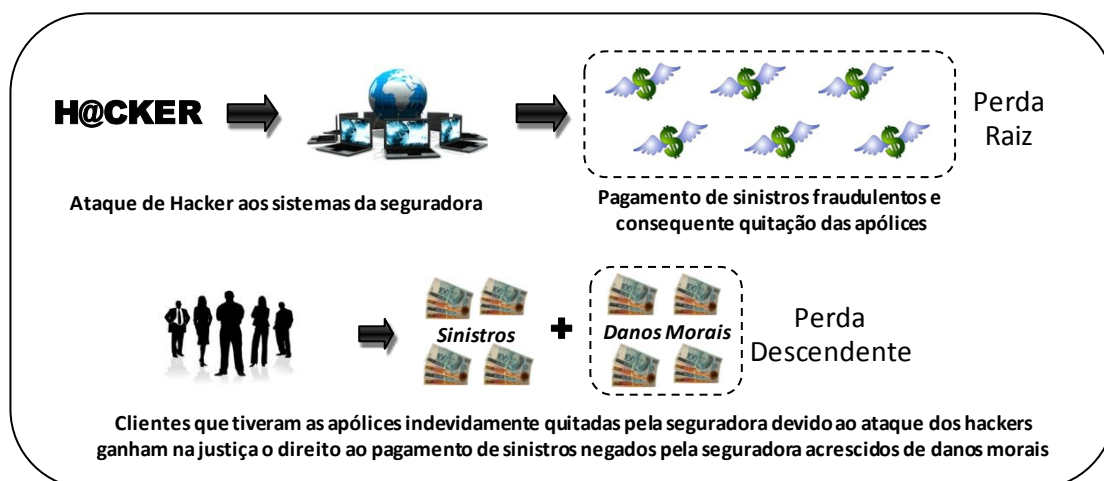 H@CKER
Perda
Raiz
Ataque de Hacker aos sistemas da seguradora
Pagamento de sinistros fraudulentos e
consequente quitação das apólices
Sinistros
Danos Morais
Perda
Descendente
Clientes que tiveram as apólices indevidamente quitadas pela seguradora devido ao ataque dos hackers
ganham na justiça o direito ao pagamento de sinistros negados pela seguradora acrescidos de danos morais